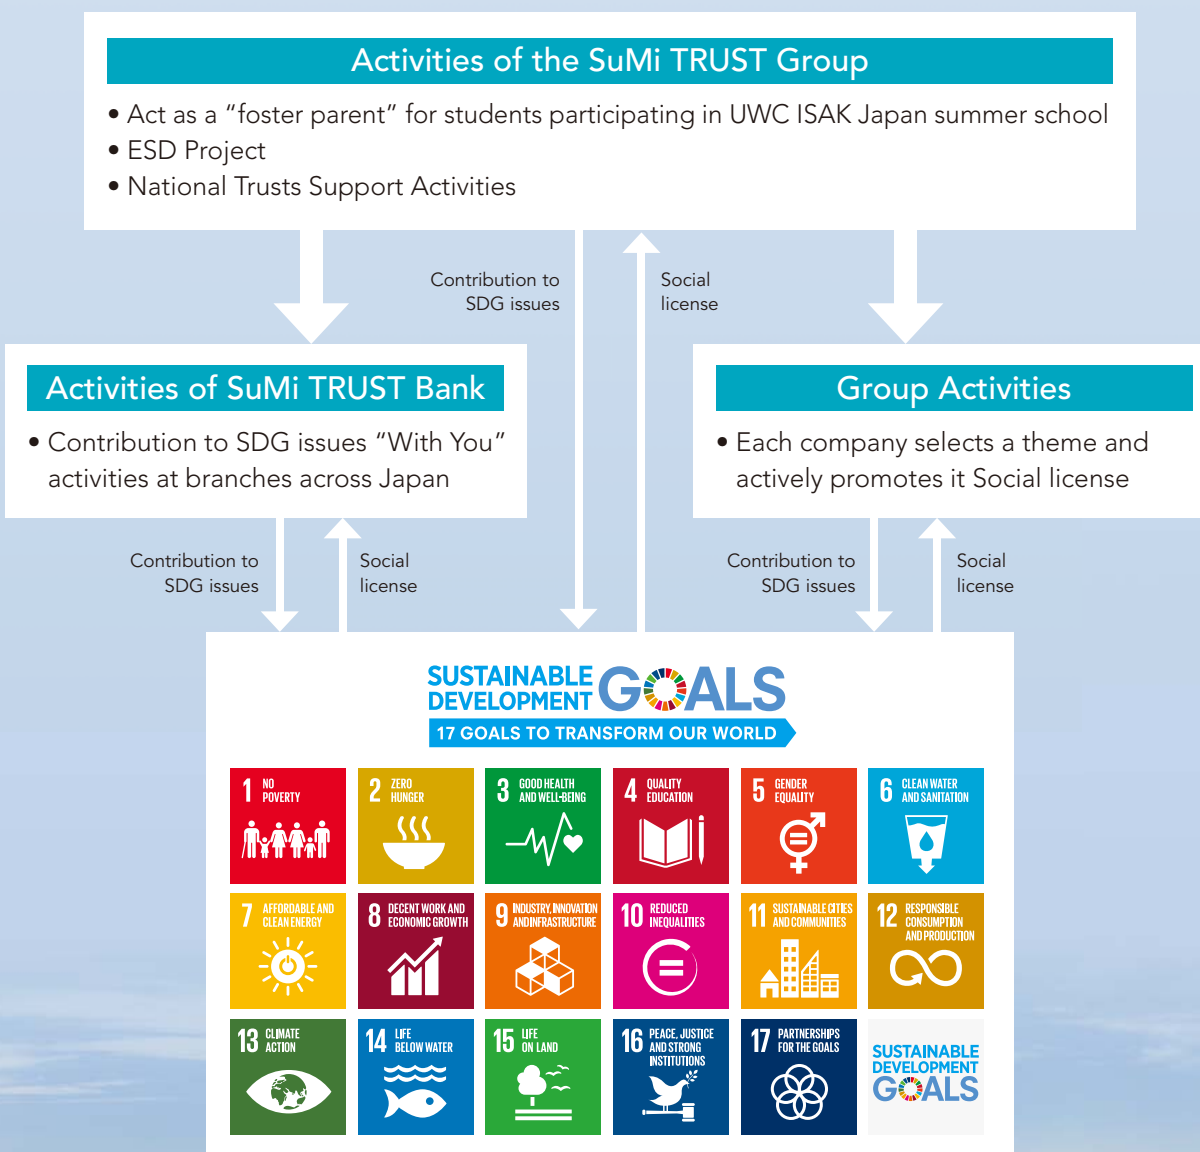 Activities of the SuMi TRUST Group
• Act as a “foster parent” for students participating in UWC ISAK Japan summer school
• ESD Project
• National Trusts Support Activities
Contribution to
SDG issues
Social
license
Activities of SuMi TRUST Bank
• Contribution to SDG issues “With You”
activities at branches across Japan
Group Activities
• Each company selects a theme and
actively promotes it Social license
Contribution to
SDG issues
Social
license
Contribution to
SDG issues
Social
license
SUSTAINABLE
DEVELOPMENT
GOALS
17 GOALS TO TRANSFORM OUR WORLD
1 NO
POVERTY
2 ZERO
HUNGER
3 GOOD HEALTH
AND WELL-BEING
4 QUALITY
EDUCATION
5 GENDER
EQUALITY
6 CLEAN WATER
AND SANITATION
7 AFFORDABLE AND
CLEAN ENERGY
8 DECENT WORK AND
ECONOMIC GROWTH
9 INDUSTRY, INNOVATION
AND INFRASTRUCTURE
10 REDUCED
INEQUALITIES
11 SUSTAINABLE CITIES
AND COMMUNITIES
12 RESPONSIBLE
CONSUMPTION
AND PRODUCTION
13 CLIMATE
ACTION
14 LIFE
BELOW WATER
15 LIFE
ON LAND
16 PEACE, JUSTICE
AND STRONG
INSTITUTIONS
17 PARTNERSHIPS
FOR THE GOALS
SUSTAINABLE
DEVELOPMENT
GOALS